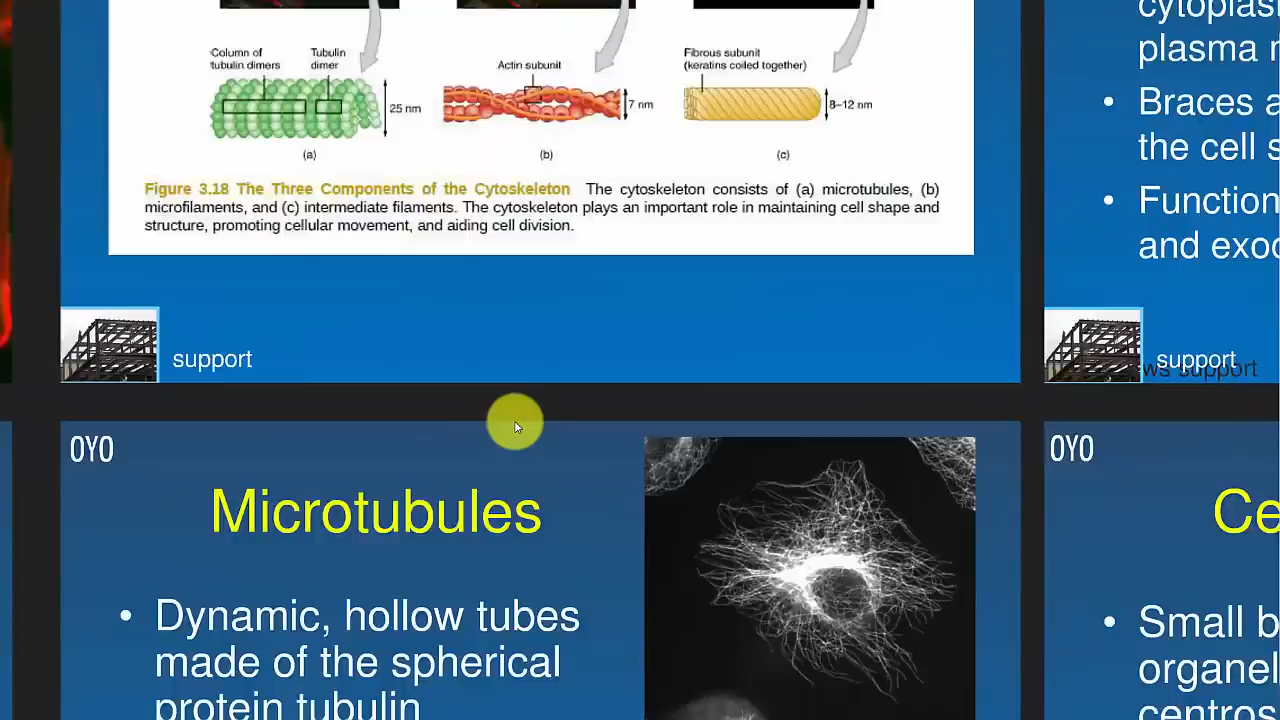 Column of
tubulin dimers
Tubulin
dimer
25 nm
(a)
Actin subunit
7 nm
(b)
Fibrous subunit
(keratins coiled together)
8–12 nm
(c)
Figure 3.18 The Three Components of the Cytoskeleton The cytoskeleton consists of (a) microtubules, (b)
microfilaments, and (c) intermediate filaments. The cytoskeleton plays an important role in maintaining cell shape and
structure, promoting cellular movement, and aiding cell division.
support
plasma
• Braces
the cell
• Function
and
support
support
OYO
Microtubules
• Dynamic, hollow tubes
made of the spherical
protein tubulin
OYO
• Small